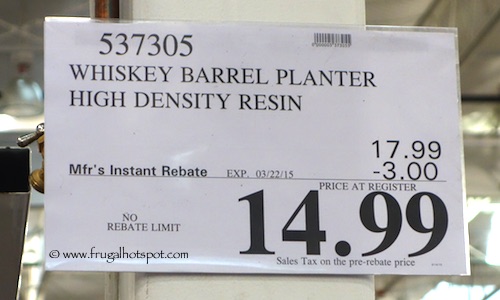 537305
WHISKEY BARREL PLANTER
HIGH DENSITY RESIN
17.99
Mfr's Instant Rebate EXP. 03/22/15 -3.00
PRICE AT REGISTER
NO
REBATE LIMIT
14.99
Sales Tax on the pre-rebate price
© www.frugalhotspot.com